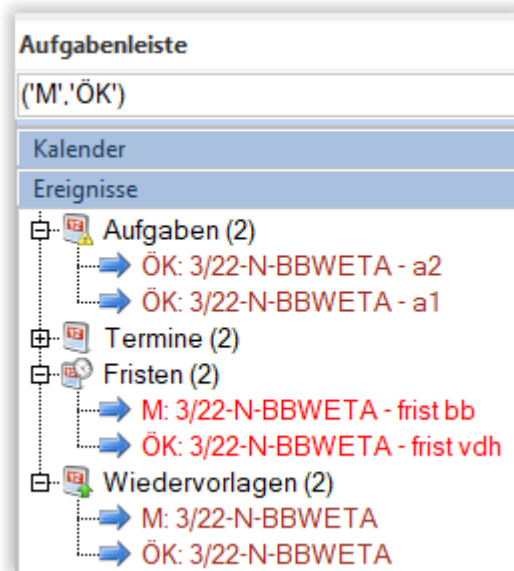 Aufgabenleiste
('M','ÖK')
Kalender
Ereignisse
Aufgaben (2)
ÖK: 3/22-N-BBWETA - a2
ÖK: 3/22-N-BBWETA - a1
Termine (2)
Fristen (2)
M: 3/22-N-BBWETA - frist bb
ÖK: 3/22-N-BBWETA - frist vdh
Wiedervorlagen (2)
M: 3/22-N-BBWETA
ÖK: 3/22-N-BBWETA